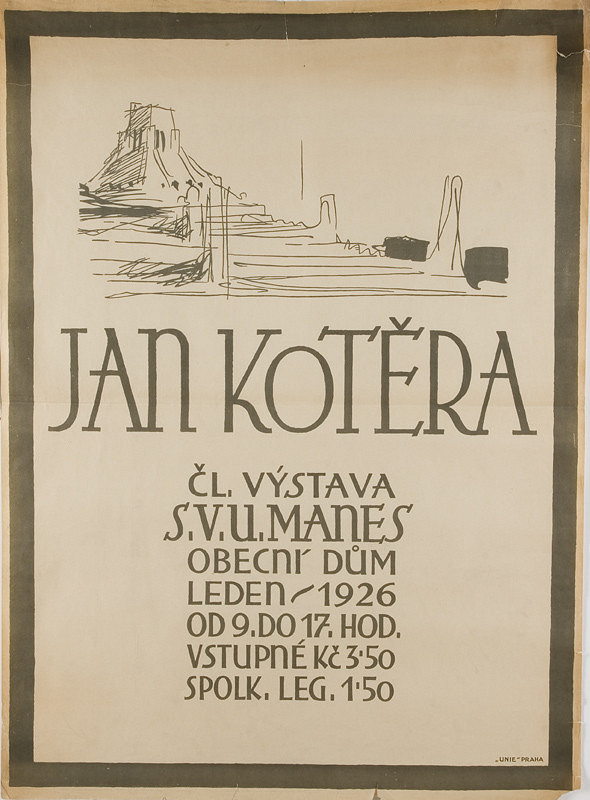 JAN KOTĚRA
ČL. VÝSTAVA
S.V.U. MANES
OBECNÍ DŮM
LEDEN – 1926
OD 9. DO 17. HOD.
VSTUPNÉ Kč 3·50
SPOLK. LEG. 1·50
„UNIE“ PRAHA